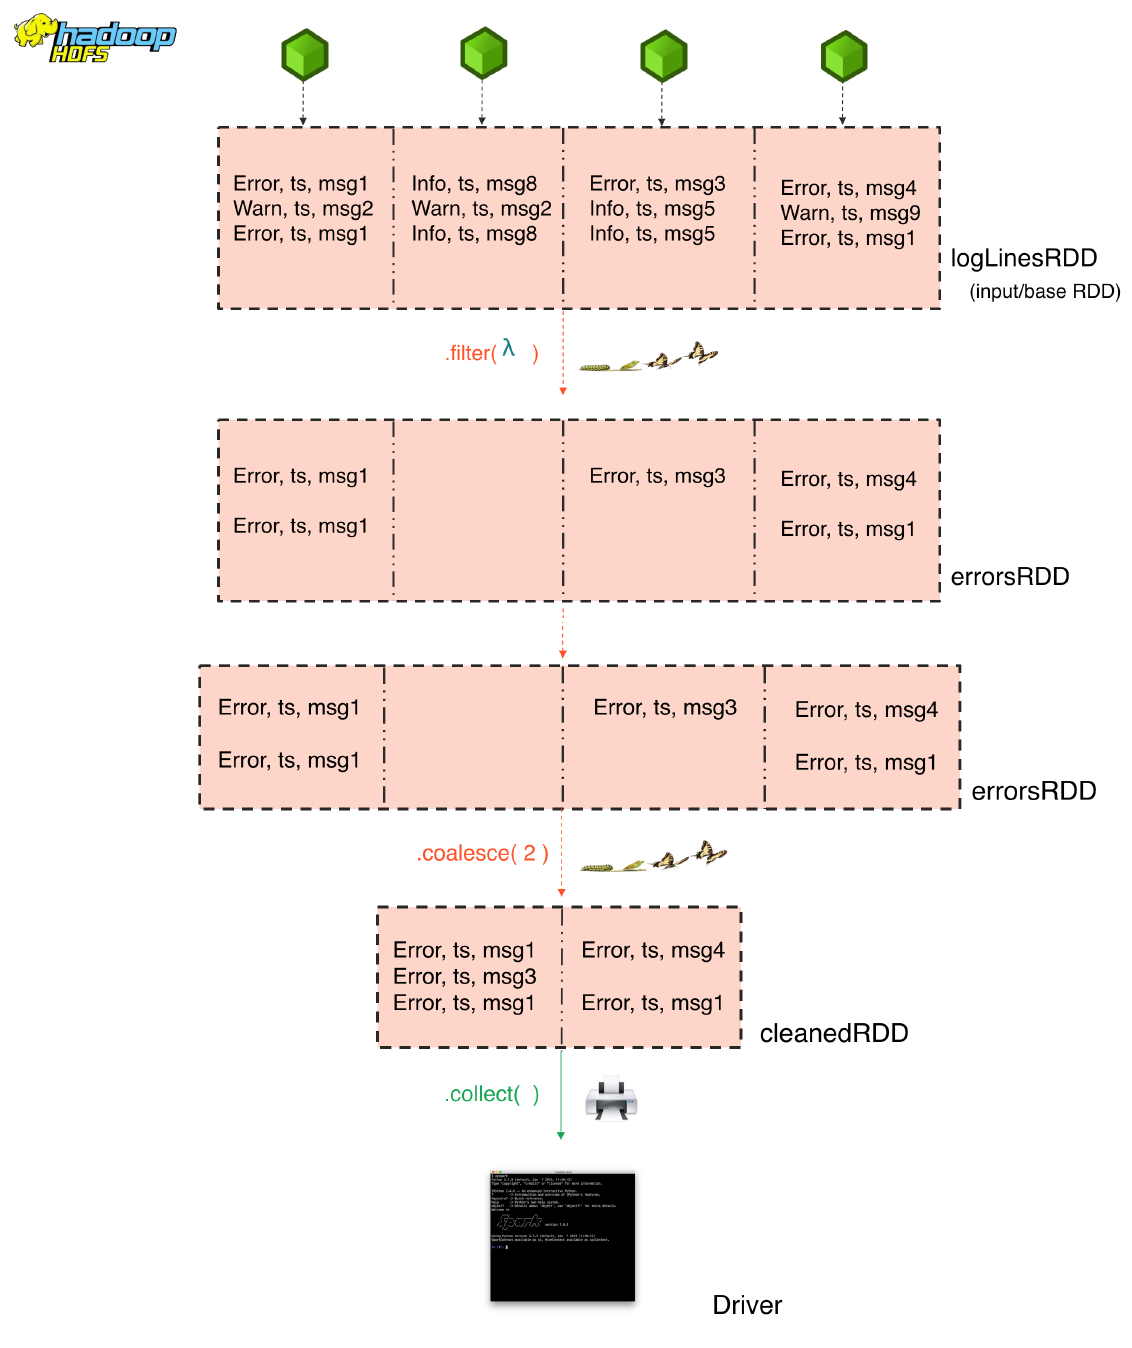 hadoop
HDFS
Error, ts, msg1
Warn, ts, msg2
Error, ts, msg1
Info, ts, msg8
Warn, ts, msg2
Info, ts, msg8
Error, ts, msg3
Info, ts, msg5
Info, ts, msg5
Error, ts, msg4
Warn, ts, msg9
Error, ts, msg1
logLinesRDD
(input/base RDD)
.filter( λ )
Error, ts, msg1
Error, ts, msg1
Error, ts, msg3
Error, ts, msg4
Error, ts, msg1
errorsRDD
Error, ts, msg1
Error, ts, msg1
Error, ts, msg3
Error, ts, msg4
Error, ts, msg1
errorsRDD
.coalesce( 2 )
Error, ts, msg1
Error, ts, msg3
Error, ts, msg1
Error, ts, msg4
Error, ts, msg1
cleanedRDD
.collect( )
Driver